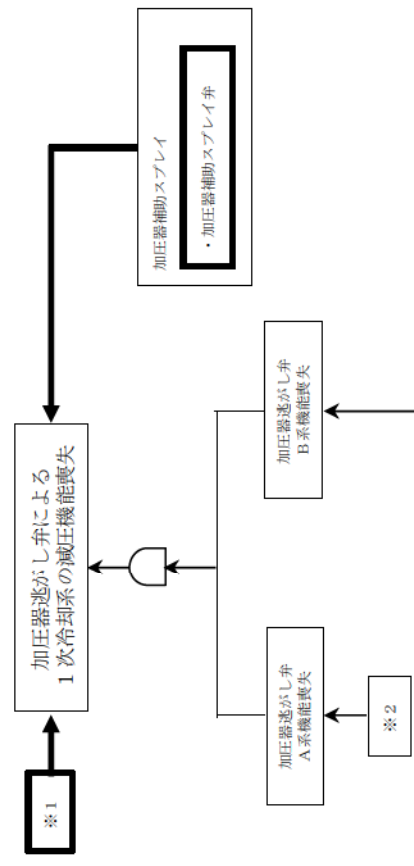 ※1
加圧器逃がし弁による
1次冷却系の減圧機能喪失
加圧器補助スプレイ
・加圧器補助スプレイ弁
加圧器逃がし弁
A系機能喪失
加圧器逃がし弁
B系機能喪失
※2